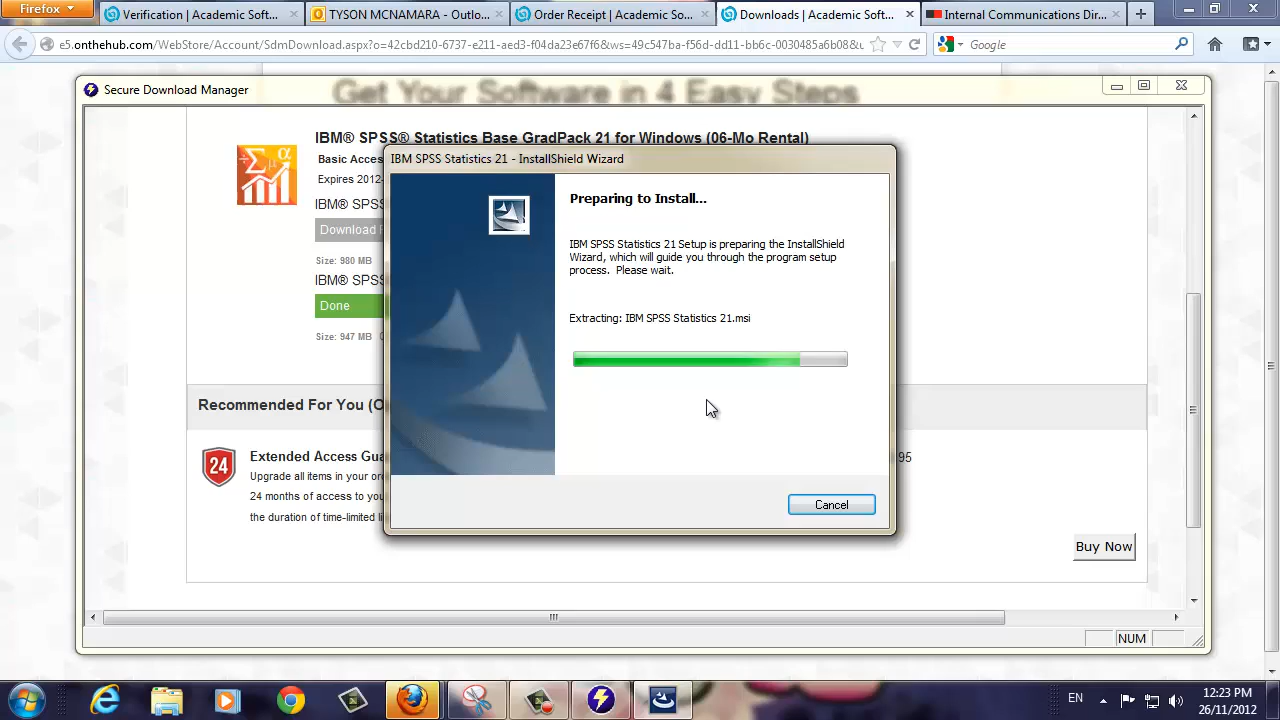 Firefox
Verification | Academic Soft...
TYSON MCNAMARA - Outlo...
Order Receipt | Academic So...
Downloads | Academic Soft...
Internal Communications Dir...
e5.onthehub.com/WebStore/Account/SdmDownload.aspx?o=42cbd210-6737-e211-aed3-f04da23e67f6&ws=49c547ba-f56d-dd11-bb6c-0030485a6b08&u
Google
Get Your Software in 4 Easy Steps
Secure Download Manager
IBM® SPSS® Statistics Base GradPack 21 for Windows (06-Mo Rental)
Basic Acces
Expires 2012-
IBM® SPSS
Download
Size: 980 MB
IBM® SPSS
Done
Size: 947 MB
IBM SPSS Statistics 21 - InstallShield Wizard
Preparing to Install...
IBM SPSS Statistics 21 Setup is preparing the InstallShield
Wizard, which will guide you through the program setup
process. Please wait.
Extracting: IBM SPSS Statistics 21.msi
Cancel
Recommended For You (O
24
Extended Access Gua
95
Upgrade all items in your ord
24 months of access to you
the duration of time-limited li
Buy Now
NUM
EN
12:23 PM
26/11/2012